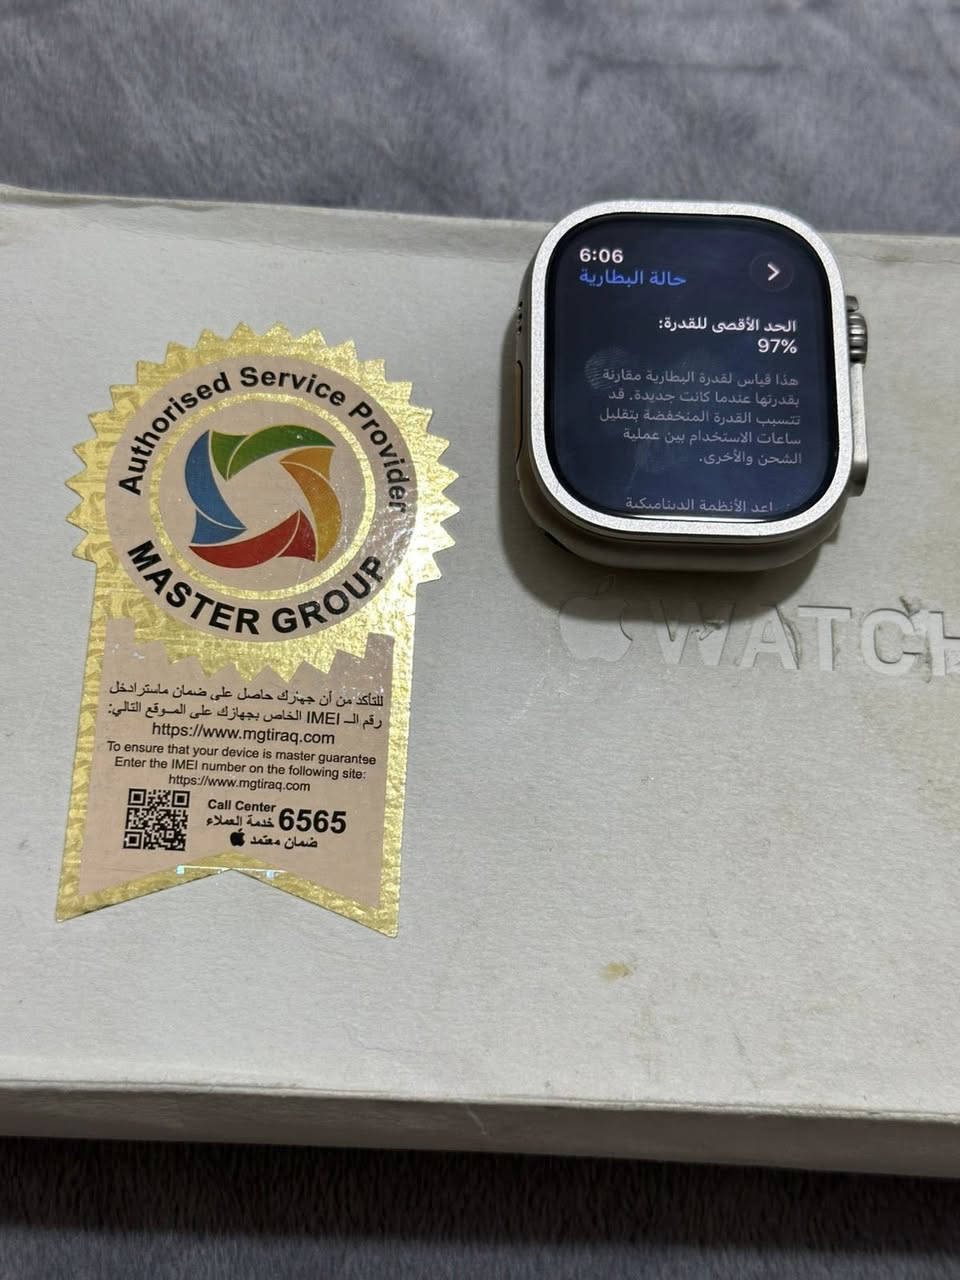 Authorised Service Provider
MASTER GROUP
للتأكد من أن جهازك حاصل على ضمان ماستر ادخل
رقم الـ IMEI الخاص بجهازك على الموقع التالي:
https://www.mgtiraq.com
To ensure that your device is master guarantee
Enter the IMEI number on the following site:
https://www.mgtiraq.com
Call Center 6565
خدمة العملاء
ضمان معتمد
6:06
حالة البطارية
الحد الأقصى للقدرة:
97%
هذا قياس لقدرة البطارية مقارنة
بقدرتها عندما كانت جديدة. قد
تتسبب القدرة المنخفضة بتقليل
ساعات الاستخدام بين عملية
الشحن والأخرى.
الأنظمة الديناميكية
WATCH